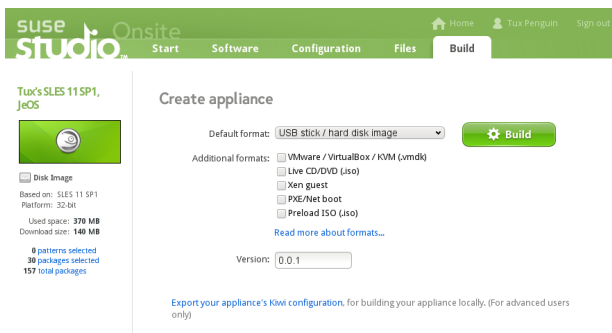 suse studio™ Onsite
Home Tux Penguin Sign out
Start Software Configuration Files Build
Tux's SLES 11 SP1,
JeOS
Disk Image
Based on: SLES 11 SP1
Platform: 32-bit
Used space: 370 MB
Download size: 140 MB
0 patterns selected
30 packages selected
157 total packages
Create appliance
Default format: USB stick / hard disk image
Build
Additional formats: VMware / VirtualBox / KVM (.vmdk)
Live CD/DVD (.iso)
Xen guest
PXE/Net boot
Preload ISO (.iso)
Read more about formats...
Version: 0.0.1
Export your appliance's Kiwi configuration, for building your appliance locally. (For advanced users
only)